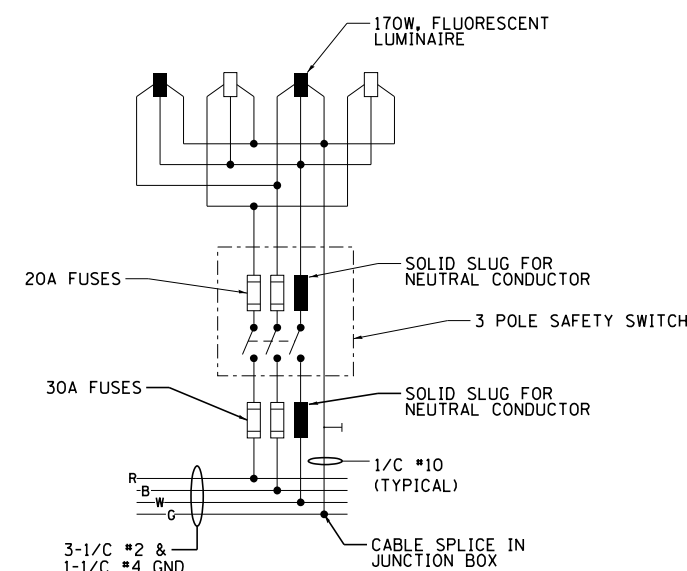 170W, FLUORESCENT
LUMINAIRE
20A FUSES
SOLID SLUG FOR
NEUTRAL CONDUCTOR
3 POLE SAFETY SWITCH
30A FUSES
SOLID SLUG FOR
NEUTRAL CONDUCTOR
1/C #10
(TYPICAL)
R
B
W
G
3-1/C #2 &
1-1/C #4 GND
CABLE SPLICE IN
JUNCTION BOX